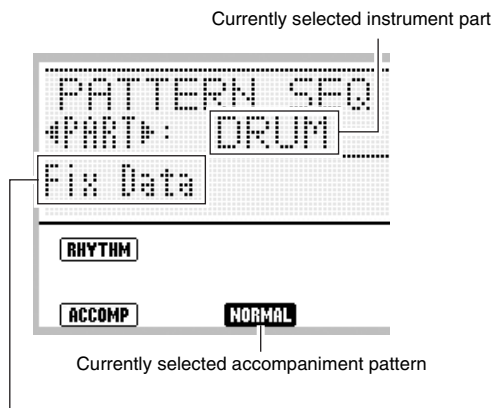 Currently selected instrument part
PATTERN SEQ
◀PART▶: DRUM
Fix Data
RHYTHM
ACCOMP NORMAL
Currently selected accompaniment pattern